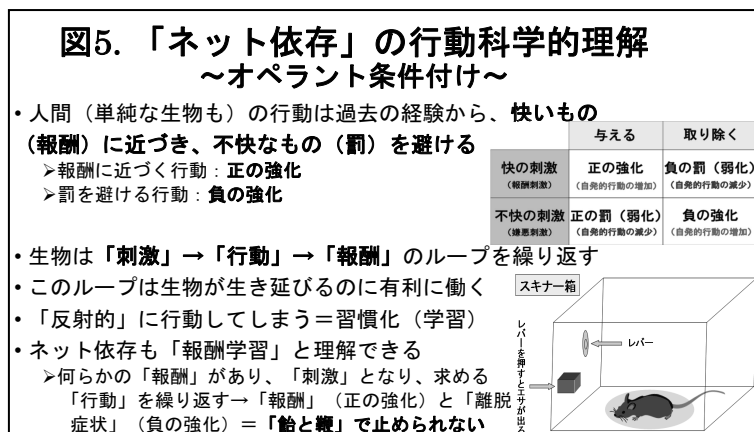 図5. 「ネット依存」の行動科学的理解
～オペラント条件付け～
・人間（単純な生物も）の行動は過去の経験から、快いもの
（報酬）に近づき、不快なもの（罰）を避ける
➤報酬に近づく行動：正の強化
➤罰を避ける行動：負の強化
与える 取り除く
快の刺激 正の強化 負の罰（弱化）
（報酬刺激） （自発的行動の増加） （自発的行動の減少）
不快の刺激 正の罰（弱化） 負の強化
（嫌悪刺激） （自発的行動の減少） （自発的行動の増加）
・生物は「刺激」→「行動」→「報酬」のループを繰り返す
・このループは生物が生き延びるのに有利に働く
・「反射的」に行動してしまう＝習慣化（学習）
・ネット依存も「報酬学習」と理解できる
➤何らかの「報酬」があり、「刺激」となり、求める
「行動」を繰り返す→「報酬」（正の強化）と「離脱
症状」（負の強化）＝「飴と鞭」で止められない
スキナー箱
レバー
レバーを押すとエサが出る